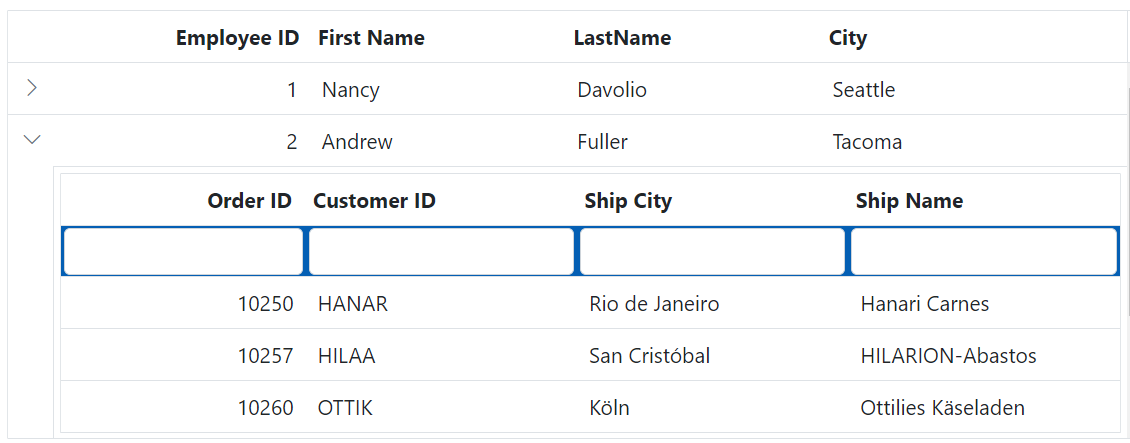 Employee ID First Name LastName City
1 Nancy Davolio Seattle
2 Andrew Fuller Tacoma
Order ID Customer ID Ship City Ship Name
10250 HANAR Rio de Janeiro Hanari Carnes
10257 HILAA San Cristóbal HILARION-Abastos
10260 OTTIK Köln Ottilies Käseladen